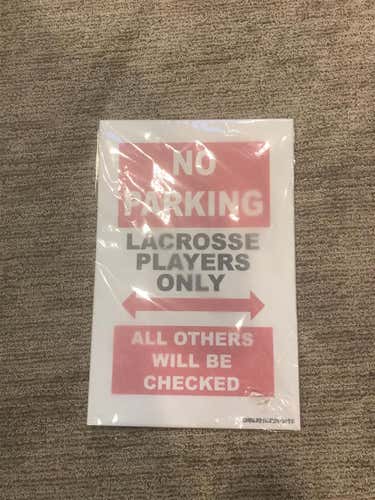 NO
PARKING
LACROSSE
PLAYERS
ONLY
ALL OTHERS
WILL BE
CHECKED